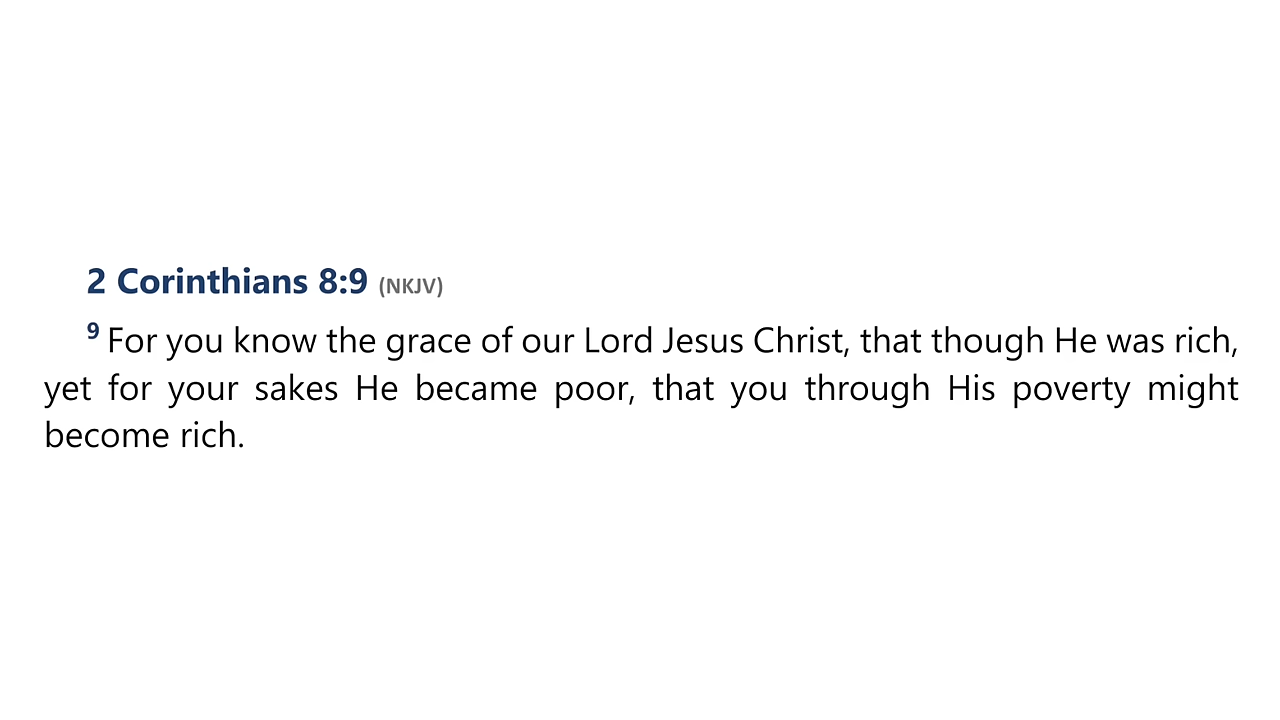 2 Corinthians 8:9 (NKJV)
9 For you know the grace of our Lord Jesus Christ, that though He was rich,
yet for your sakes He became poor, that you through His poverty might
become rich.